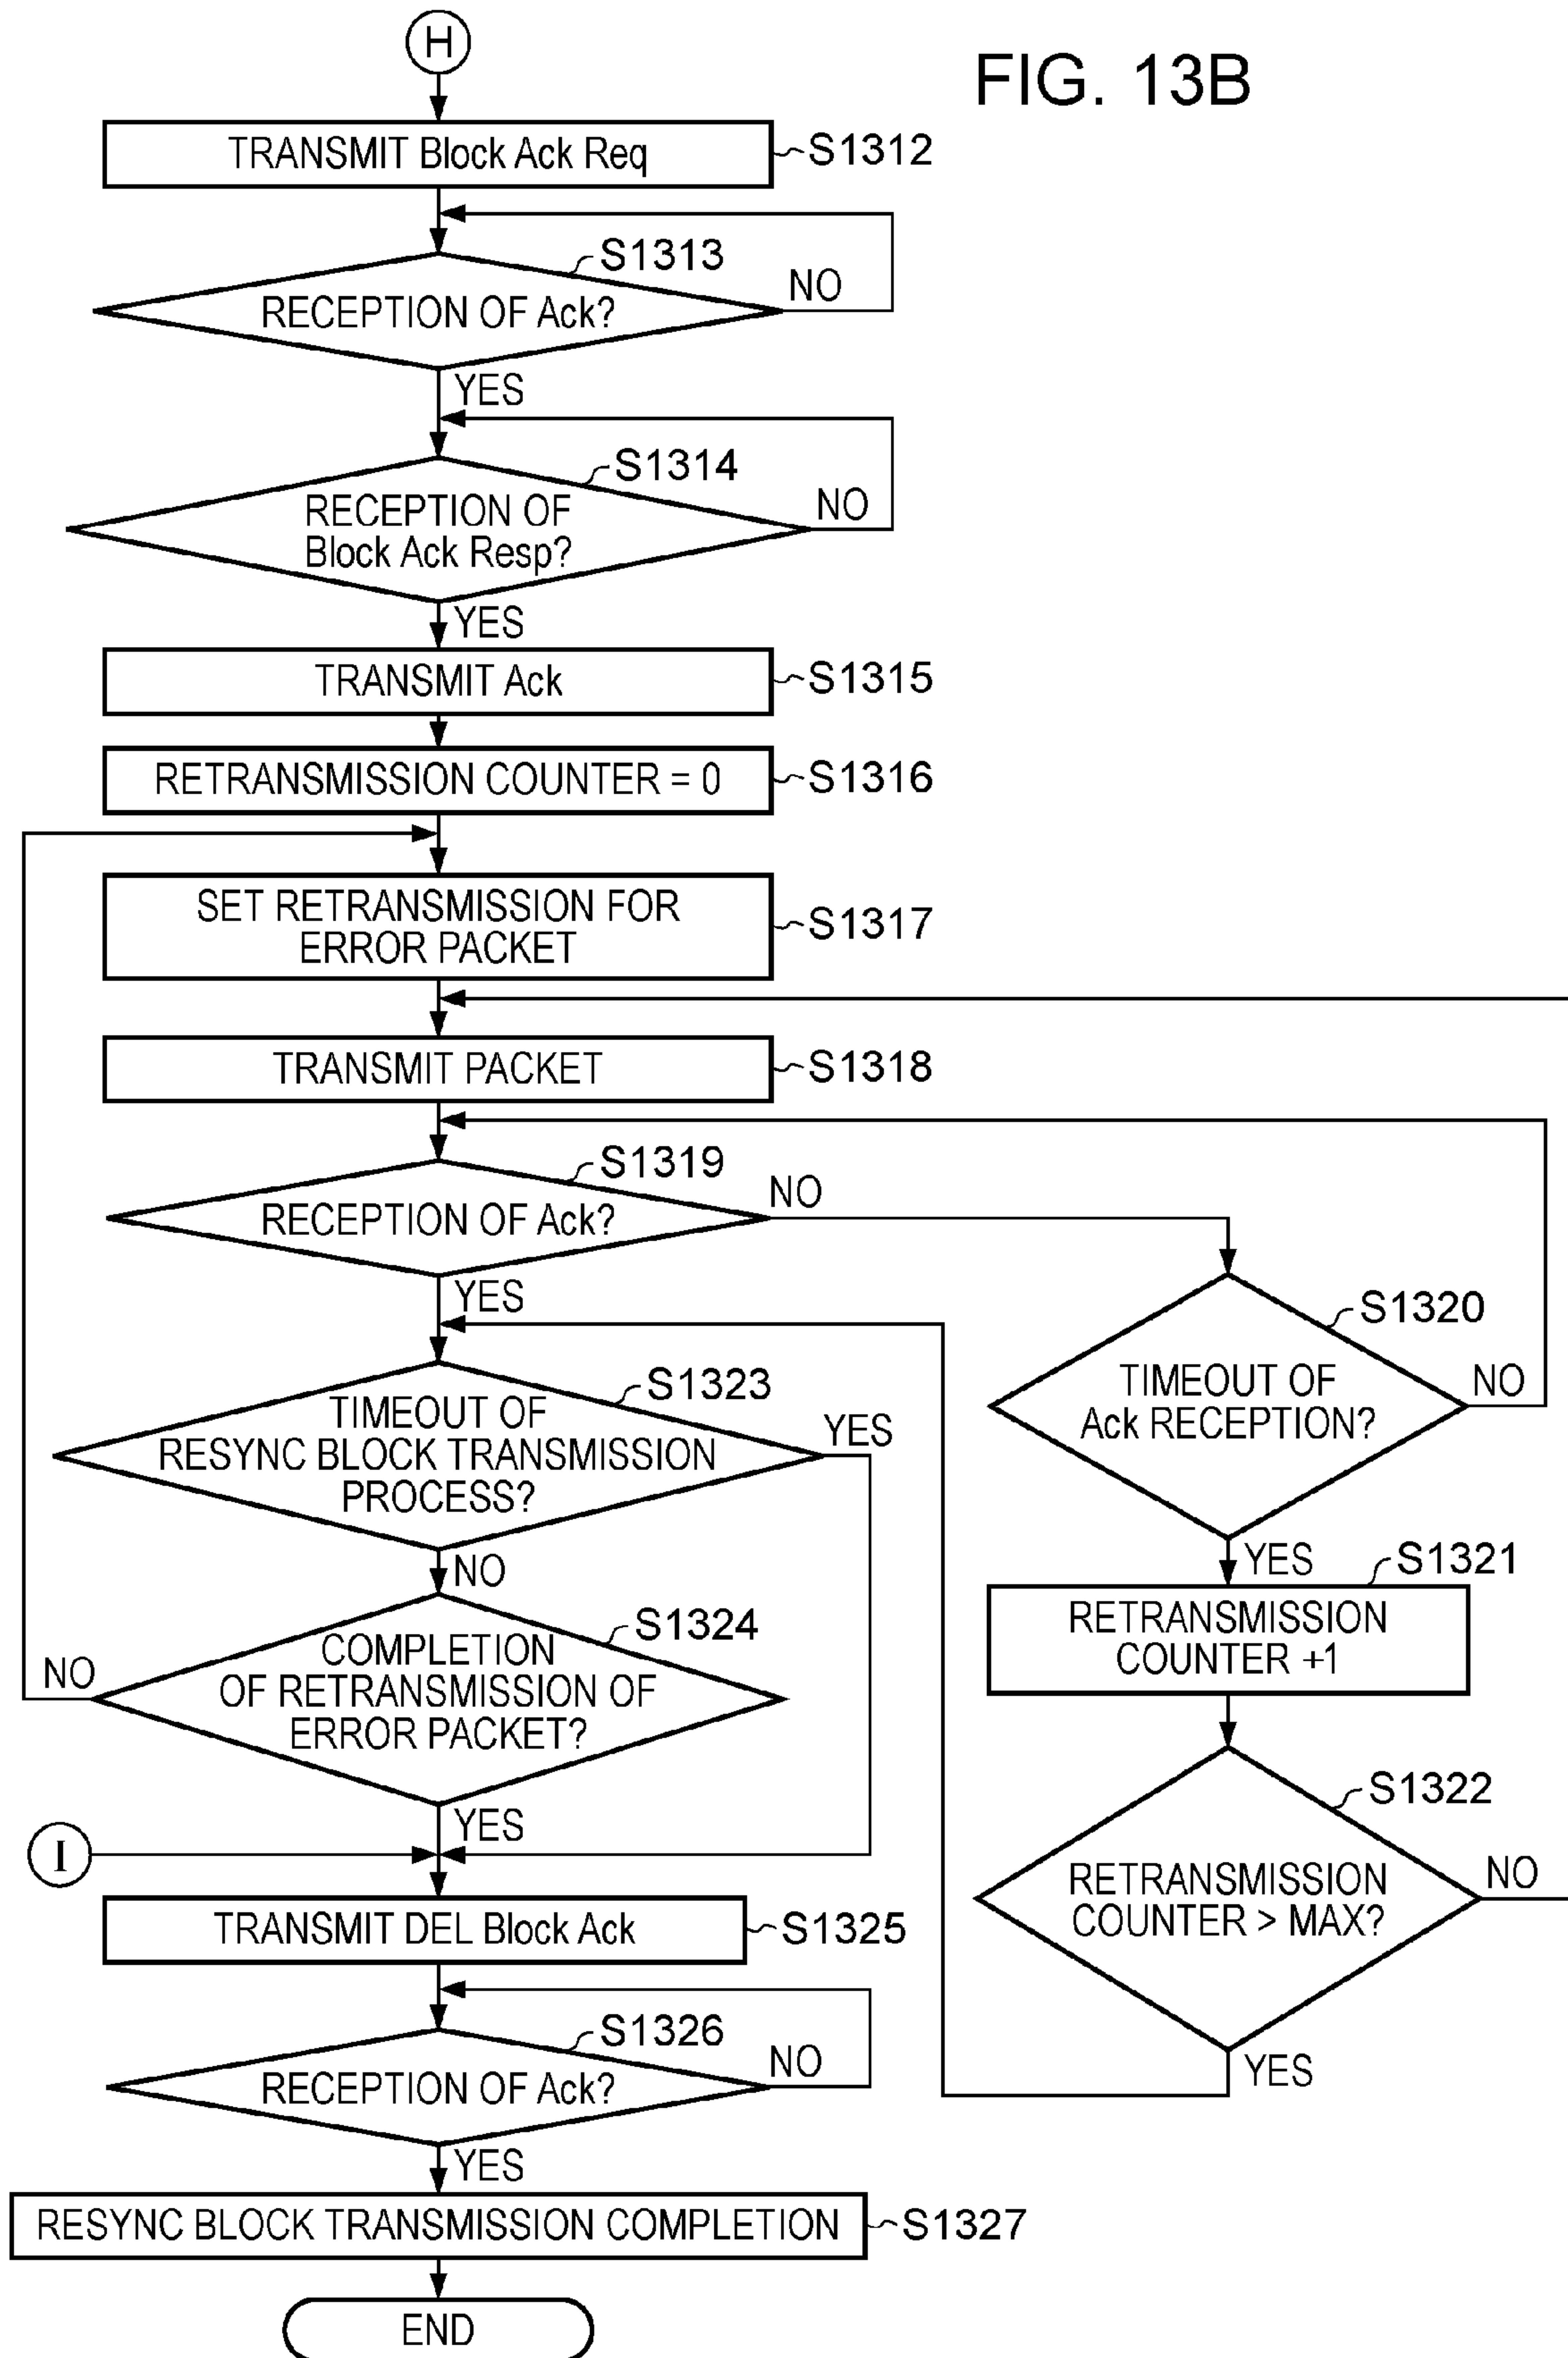 H
FIG. 13B
TRANSMIT Block Ack Req
S1312
S1313
RECEPTION OF Ack?
NO
YES
S1314
RECEPTION OF
Block Ack Resp?
NO
YES
TRANSMIT Ack
S1315
RETRANSMISSION COUNTER = 0
S1316
SET RETRANSMISSION FOR
ERROR PACKET
S1317
TRANSMIT PACKET
S1318
S1319
RECEPTION OF Ack?
NO
YES
S1320
TIMEOUT OF
Ack RECEPTION?
NO
YES
S1321
RETRANSMISSION
COUNTER +1
S1322
RETRANSMISSION
COUNTER > MAX?
NO
YES
S1323
TIMEOUT OF
RESYNC BLOCK TRANSMISSION
PROCESS?
YES
NO
S1324
COMPLETION
OF RETRANSMISSION OF
ERROR PACKET?
NO
YES
I
TRANSMIT DEL Block Ack
S1325
S1326
RECEPTION OF Ack?
NO
YES
RESYNC BLOCK TRANSMISSION COMPLETION
S1327
END